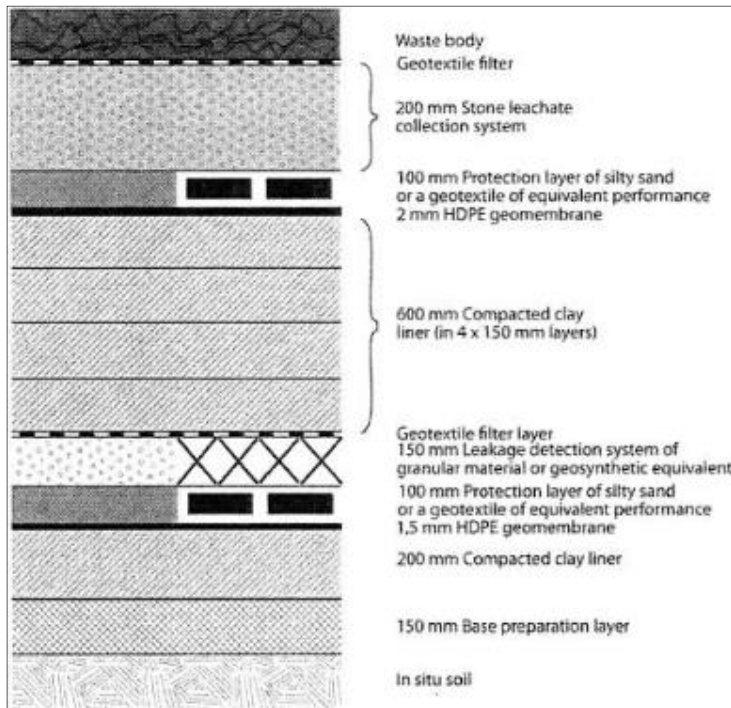 Waste body
Geotextile filter
200 mm Stone leachate
collection system
100 mm Protection layer of silty sand
or a geotextile of equivalent performance
2 mm HDPE geomembrane
600 mm Compacted clay
liner (in 4 x 150 mm layers)
Geotextile filter layer
150 mm Leakage detection system of
granular material or geosynthetic equivalent
100 mm Protection layer of silty sand
or a geotextile of equivalent performance
1,5 mm HDPE geomembrane
200 mm Compacted clay liner
150 mm Base preparation layer
In situ soil